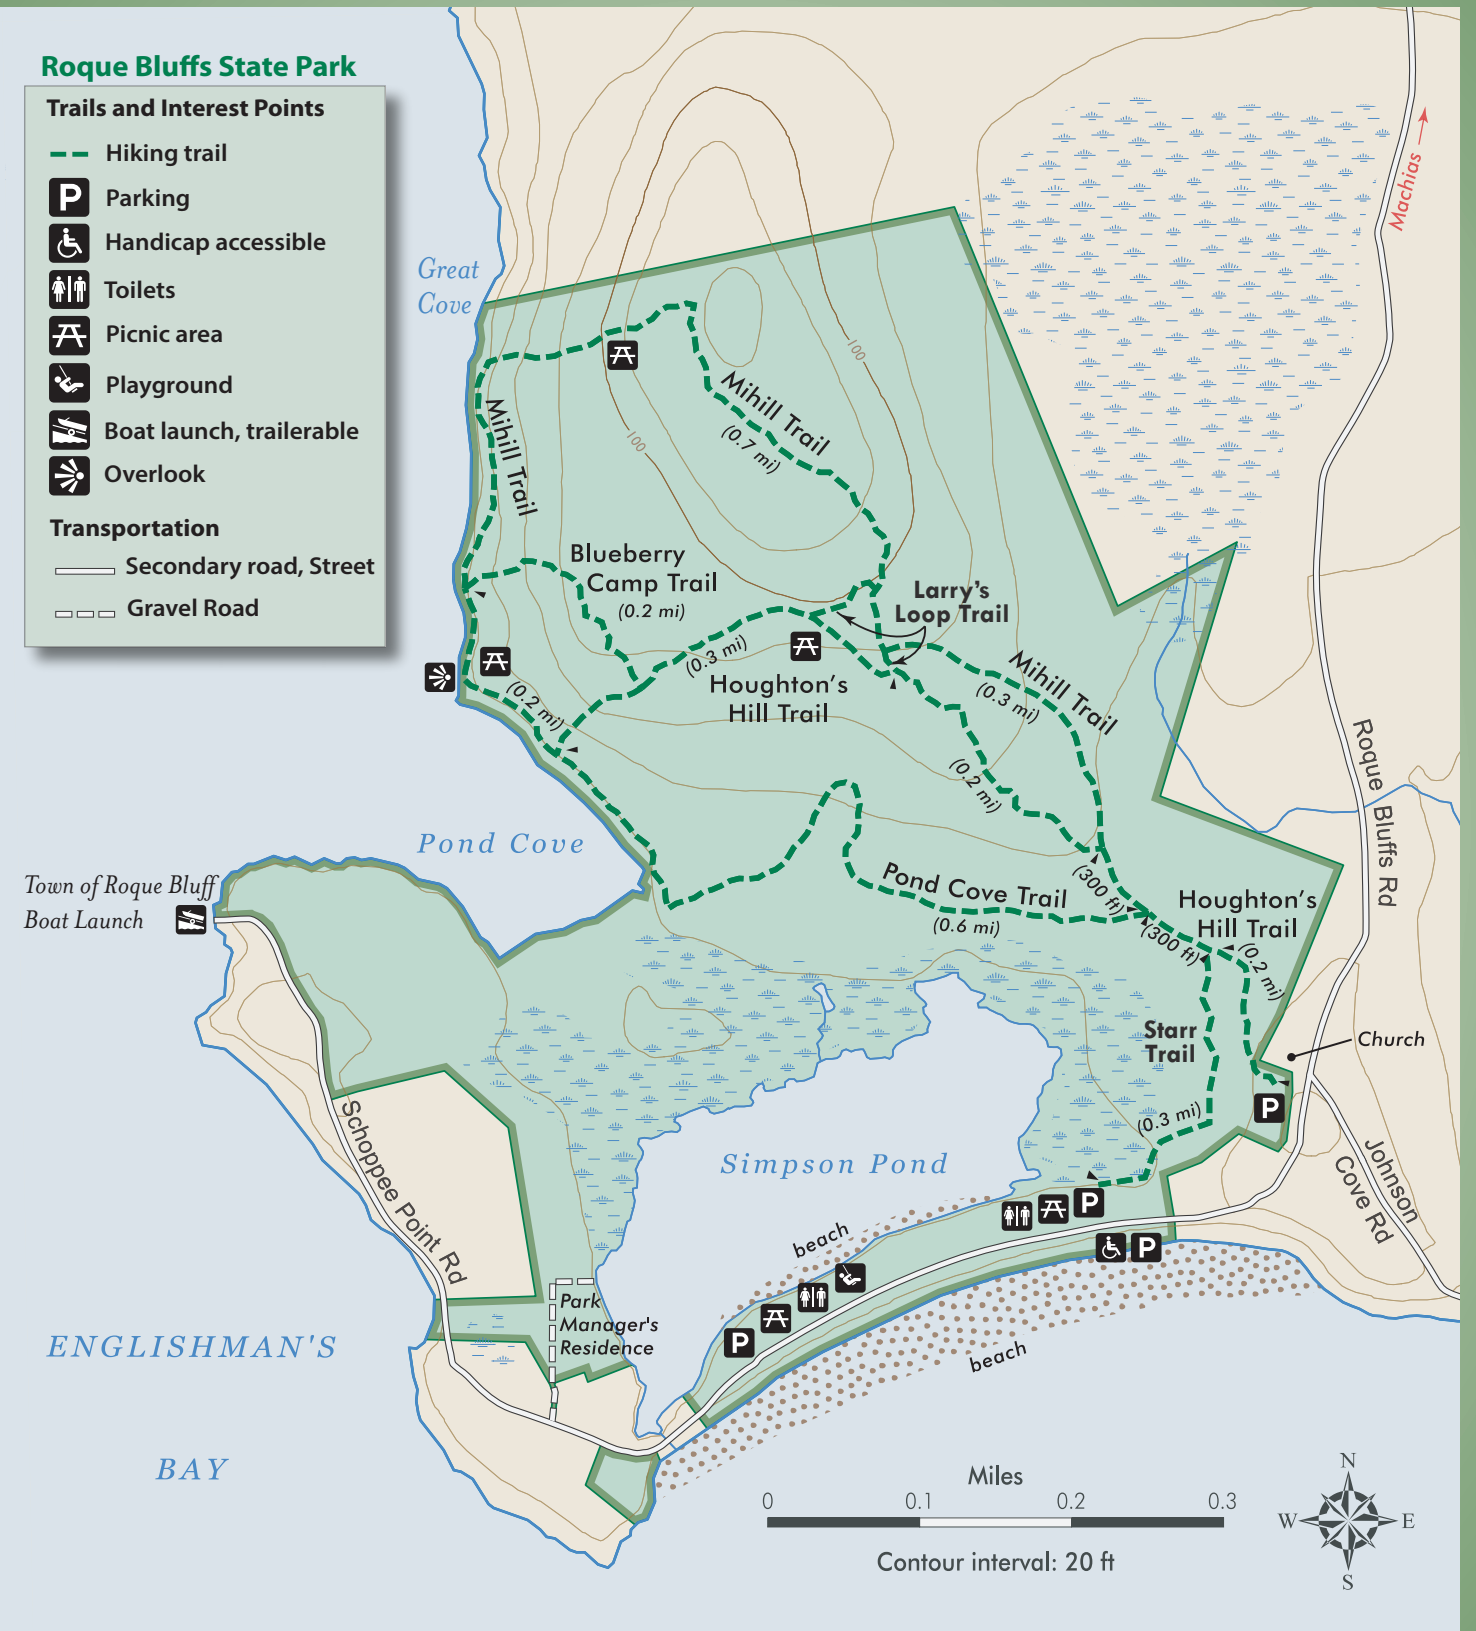 Roque Bluffs State Park
Trails and Interest Points
Hiking trail
P Parking
Handicap accessible
Toilets
Picnic area
Playground
Boat launch, trailerable
Overlook
Transportation
Secondary road, Street
Gravel Road
Machias
Great
Cove
100
100
Mihill Trail
(0.7 mi)
Mihill Trail
Blueberry
Camp Trail
(0.2 mi)
Larry's
Loop Trail
(0.3 mi)
Houghton's
Hill Trail
Mihill Trail
(0.3 mi)
(0.2 mi)
(0.2 mi)
Roque Bluffs Rd
Pond Cove
Pond Cove Trail
(0.6 mi)
(300 ft)
(300 ft)
Houghton's
Hill Trail
(0.2 mi)
Town of Roque Bluff
Boat Launch
Starr
Trail
(0.3 mi)
Church
P
Schoppee Point Rd
Simpson Pond
Johnson
Cove Rd
P
beach
P
P
Park
Manager's
Residence
beach
ENGLISHMAN'S
BAY
Miles
0 0.1 0.2 0.3
Contour interval: 20 ft
N
W E
S